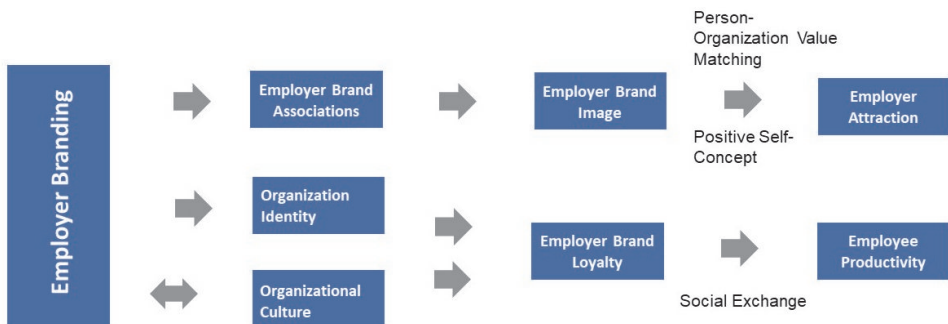 Employer Branding
Employer Brand
Associations
Employer Brand
Image
Person-
Organization Value
Matching
Positive Self-
Concept
Employer
Attraction
Organization
Identity
Organizational
Culture
Employer Brand
Loyalty
Social Exchange
Employee
Productivity